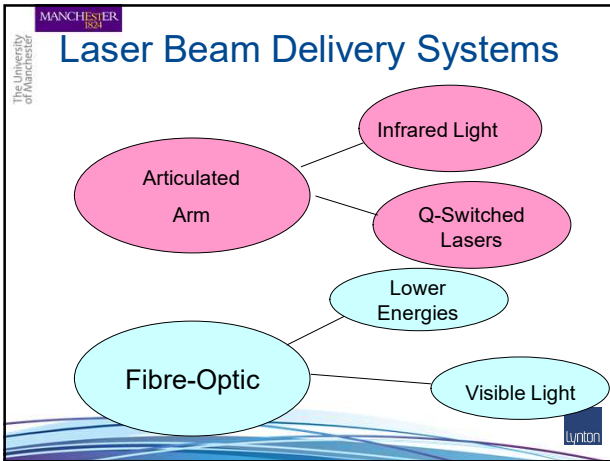 MANCHESTER
1824
The University
of Manchester
Laser Beam Delivery Systems
Infrared Light
Articulated
Arm
Q-Switched
Lasers
Lower
Energies
Fibre-Optic
Visible Light
Lynton